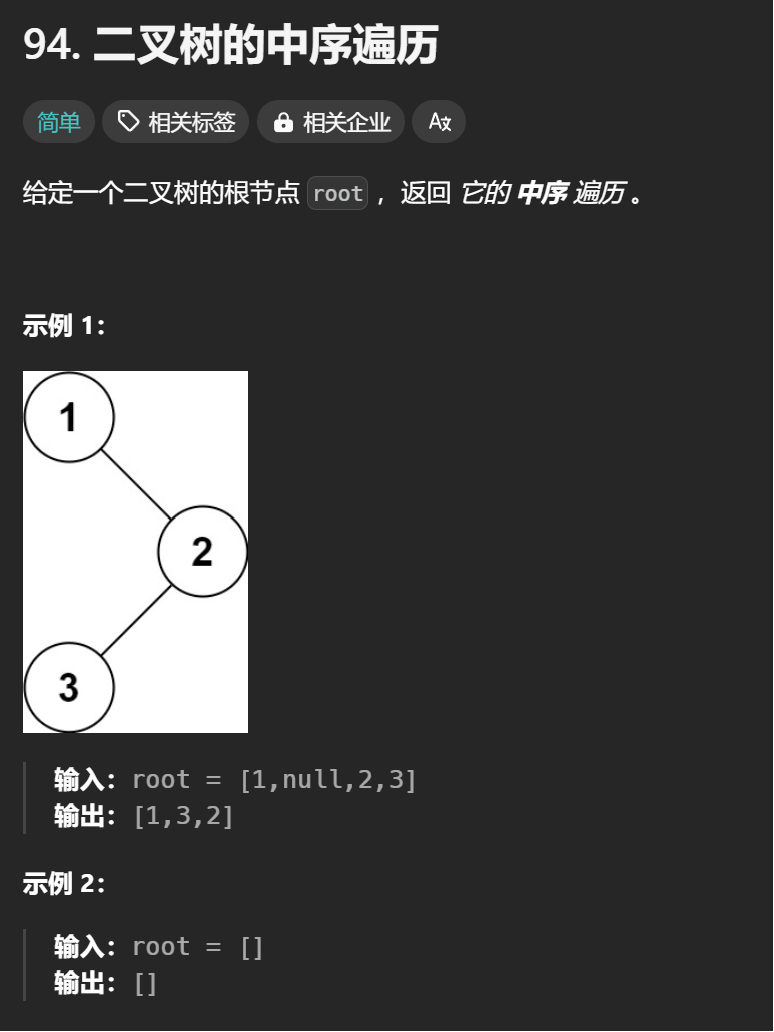 94. 二叉树的中序遍历
简单 相关标签 相关企业 A文
给定一个二叉树的根节点 root ，返回 它的 中序 遍历 。
示例 1：
1
2
3
输入：root = [1,null,2,3]
输出：[1,3,2]
示例 2：
输入：root = []
输出：[]